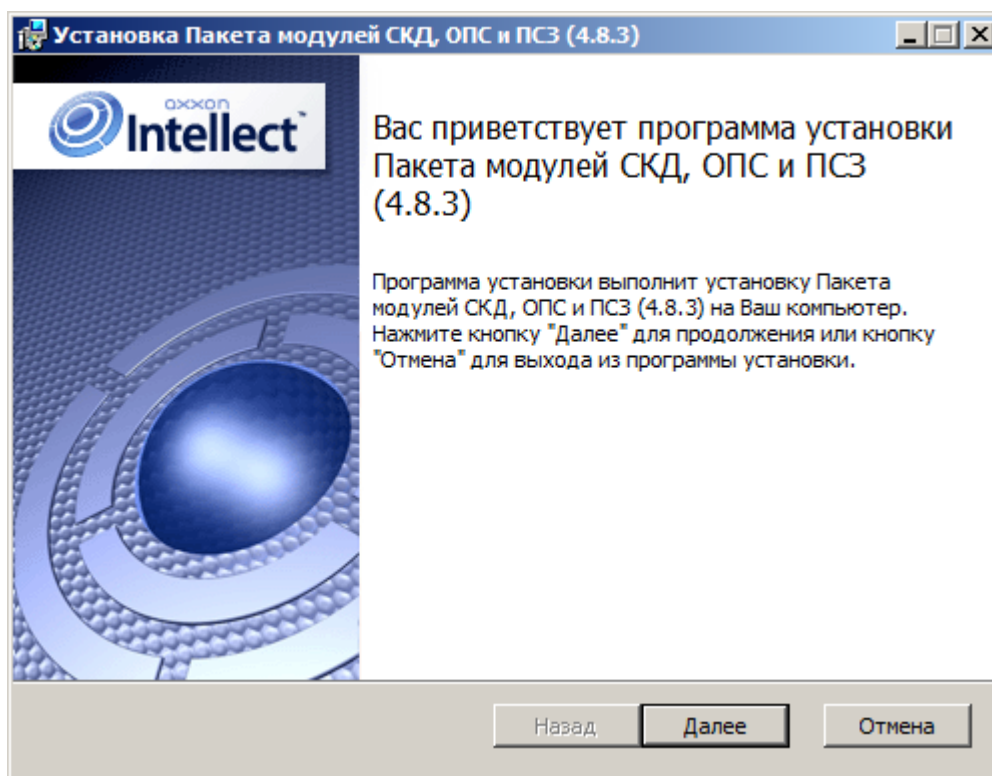 Установка Пакета модулей СКД, ОПС и ПСЗ (4.8.3)
axxon
Intellect™
Вас приветствует программа установки
Пакета модулей СКД, ОПС и ПСЗ
(4.8.3)
Программа установки выполнит установку Пакета
модулей СКД, ОПС и ПСЗ (4.8.3) на Ваш компьютер.
Нажмите кнопку "Далее" для продолжения или кнопку
"Отмена" для выхода из программы установки.
Назад
Далее
Отмена